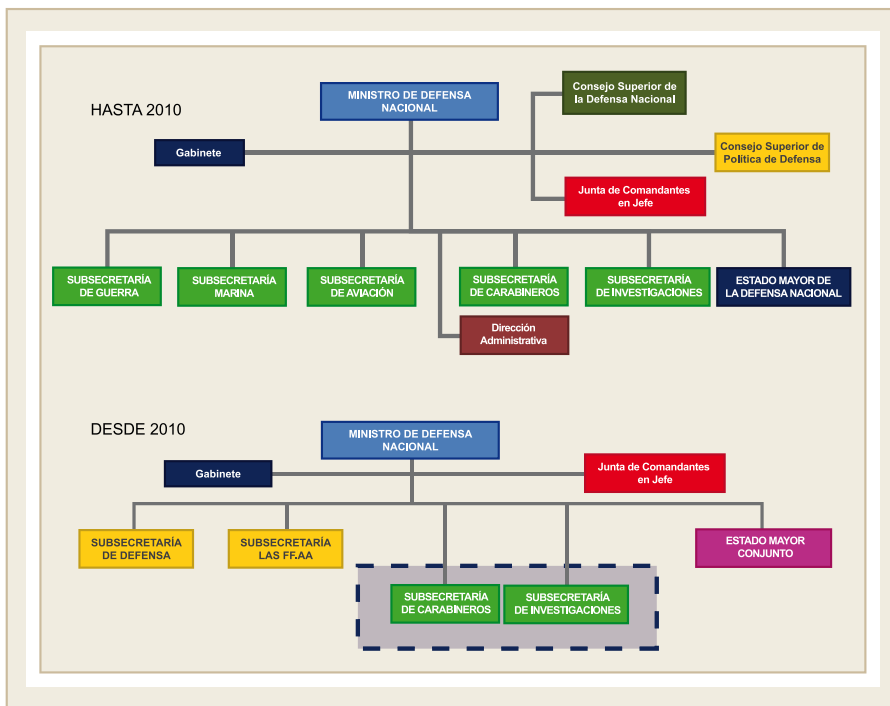 HASTA 2010
MINISTRO DE DEFENSA
NACIONAL
Consejo Superior de
la Defensa Nacional
Gabinete
Consejo Superior de
Política de Defensa
Junta de Comandantes
en Jefe
SUBSECRETARÍA
DE GUERRA
SUBSECRETARÍA
MARINA
SUBSECRETARÍA
DE AVIACIÓN
SUBSECRETARÍA
DE CARABINEROS
SUBSECRETARÍA
DE INVESTIGACIONES
ESTADO MAYOR DE
LA DEFENSA NACIONAL
Dirección
Administrativa
DESDE 2010
MINISTRO DE DEFENSA
NACIONAL
Gabinete
Junta de Comandantes
en Jefe
SUBSECRETARÍA
DE DEFENSA
SUBSECRETARÍA
LAS FF.AA
ESTADO MAYOR
CONJUNTO
SUBSECRETARÍA
DE CARABINEROS
SUBSECRETARÍA
DE INVESTIGACIONES